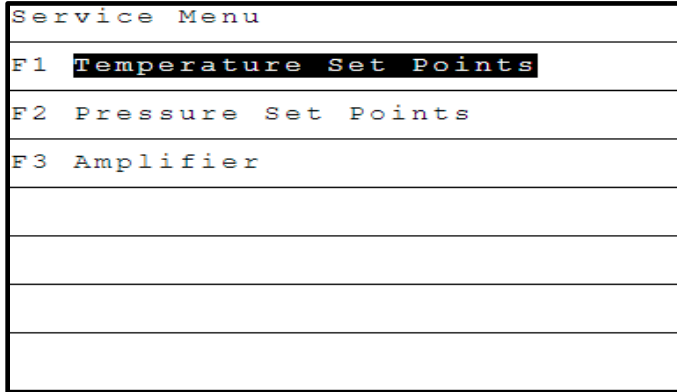 Service Menu
F1 Temperature Set Points
F2 Pressure Set Points
F3 Amplifier